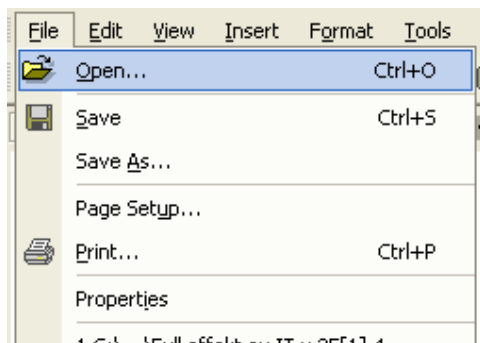 File Edit View Insert Format Tools
Open... Ctrl+O
Save Ctrl+S
Save As...
Page Setup...
Print... Ctrl+P
Properties